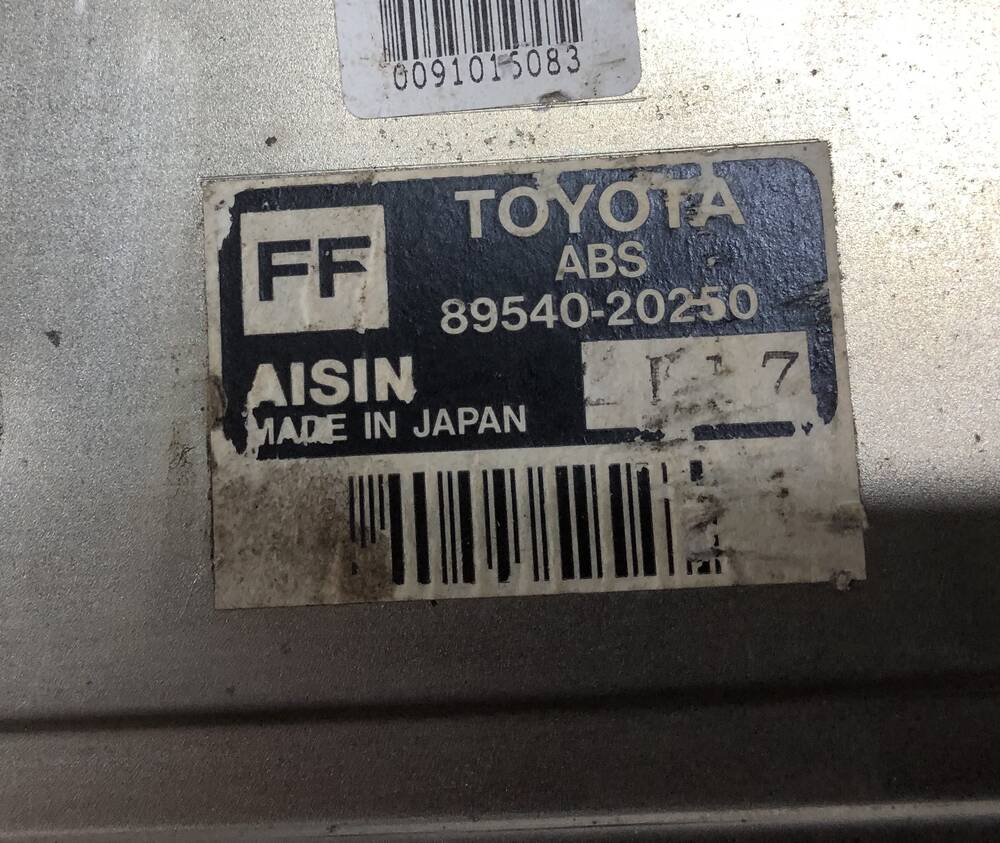 0091015083
TOYOTA
FF
ABS
89540-20250
AISIN
MADE IN JAPAN